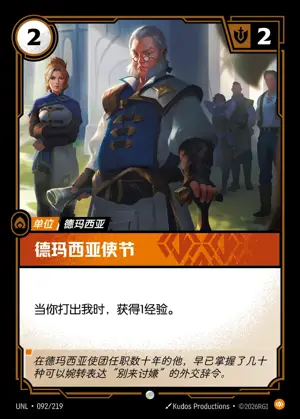 2
2
单位 德玛西亚
德玛西亚使节
当你打出我时，获得1经验。
在德玛西亚使团任职数十年的他，早已掌握了几十
种可以婉转表达“别来讨嫌”的外交辞令。
UNL · 092/219
Kudos Productions
©2026RGI